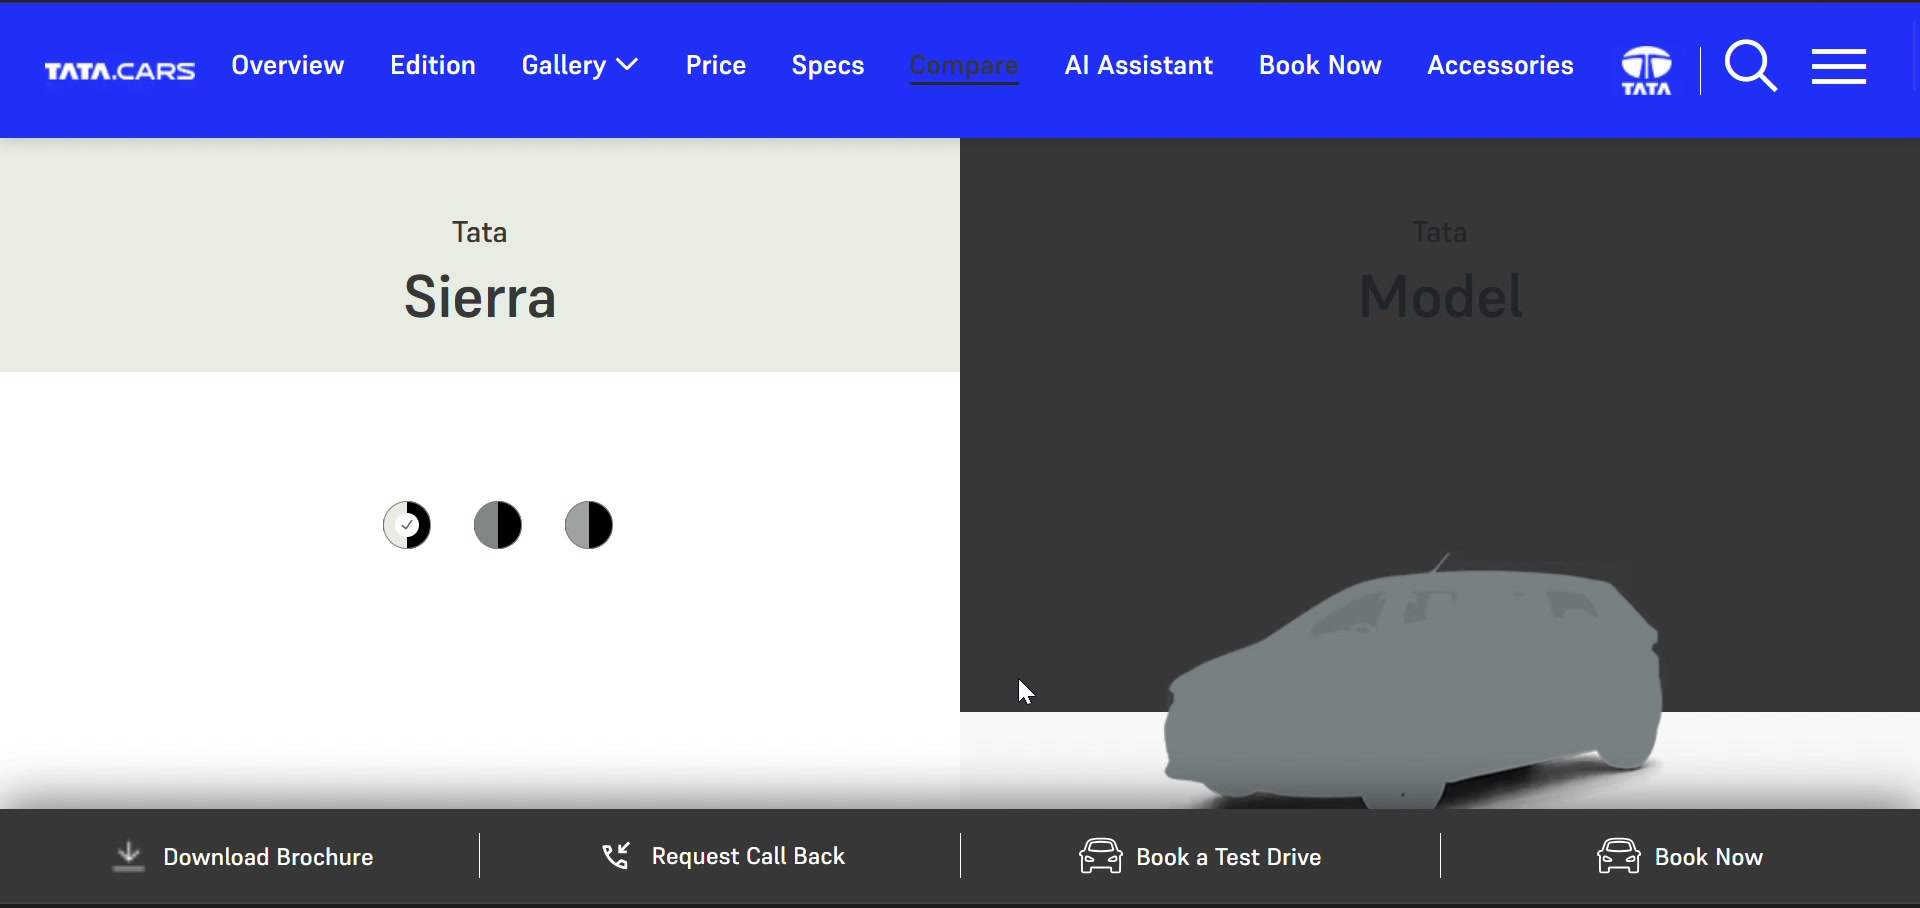 TATA.CARS Overview Edition Gallery Price Specs Compare AI Assistant Book Now Accessories TATA
Tata
Sierra
Tata
Model
Download Brochure Request Call Back Book a Test Drive Book Now